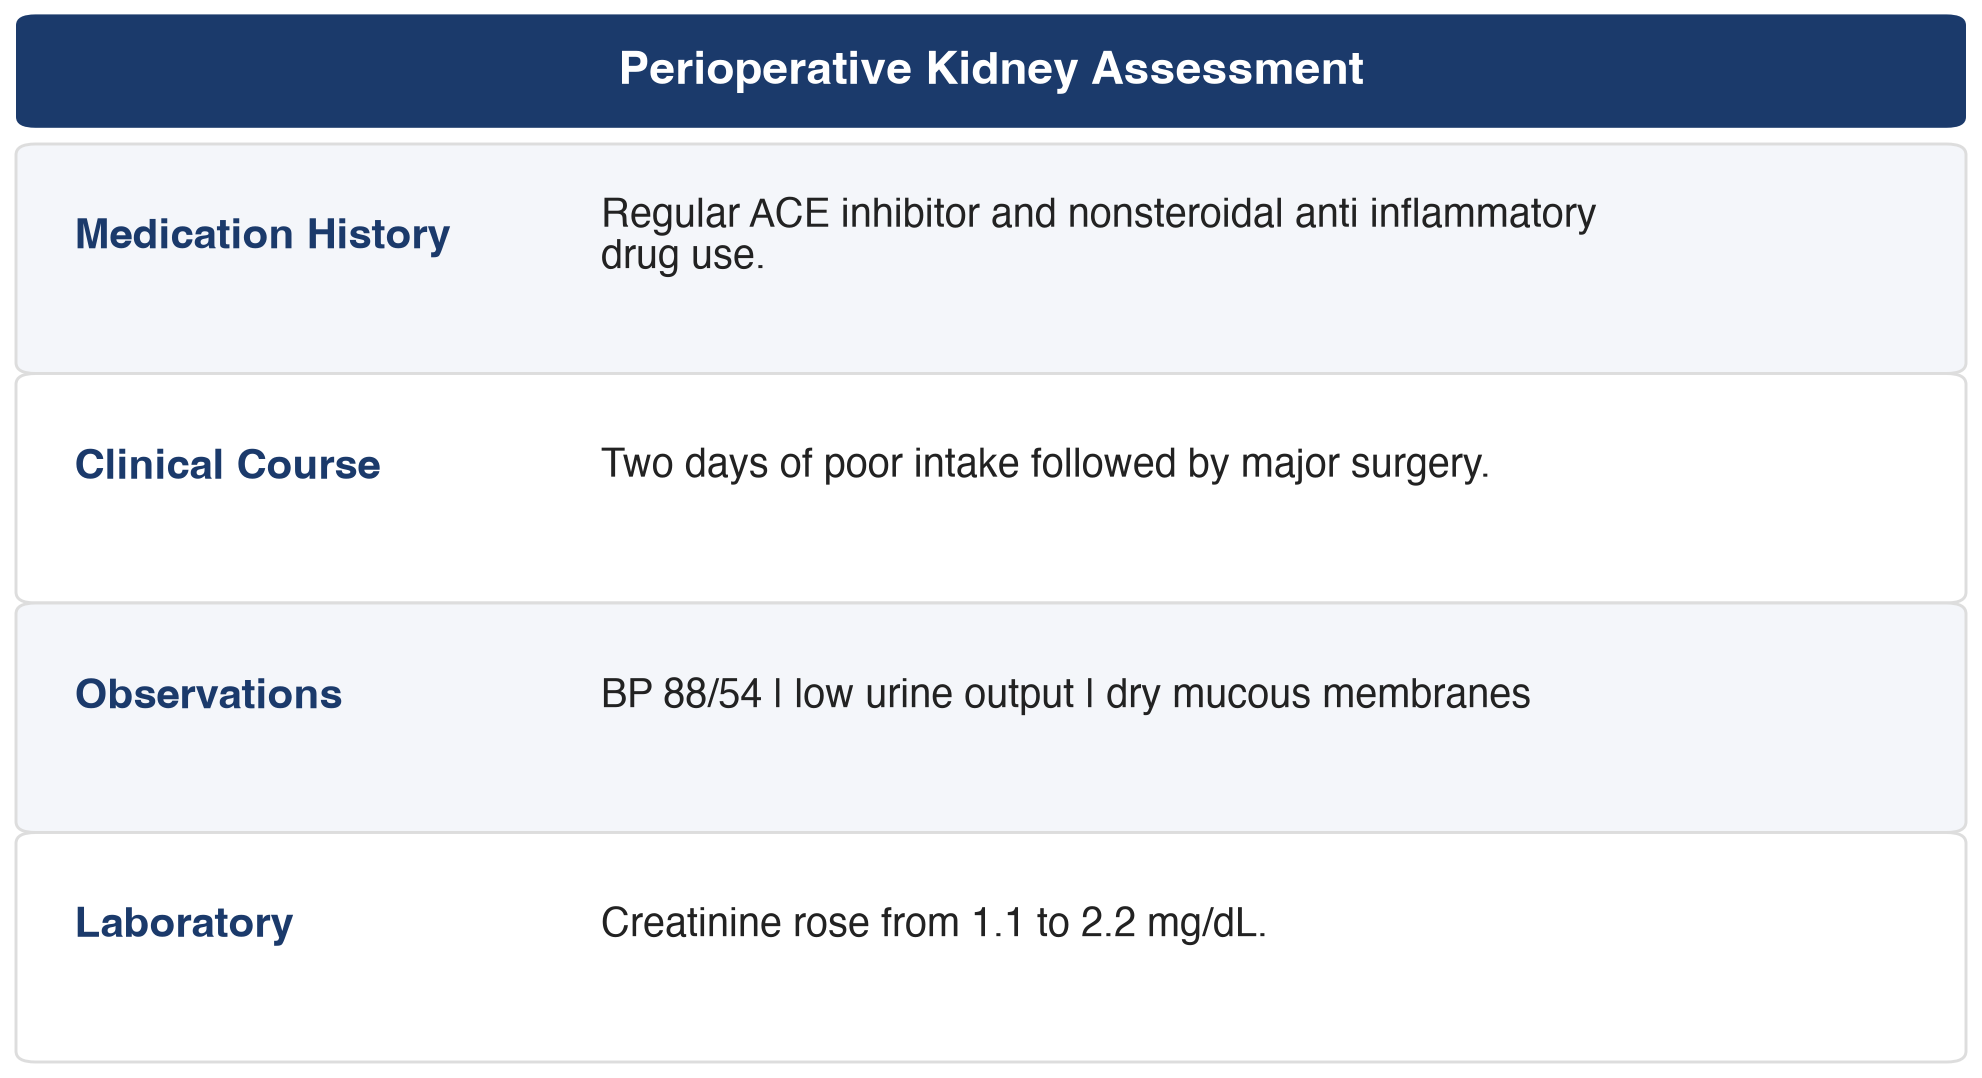 Perioperative Kidney Assessment
Medication History
Regular ACE inhibitor and nonsteroidal anti inflammatory
drug use.
Clinical Course
Two days of poor intake followed by major surgery.
Observations
BP 88/54 | low urine output | dry mucous membranes
Laboratory
Creatinine rose from 1.1 to 2.2 mg/dL.